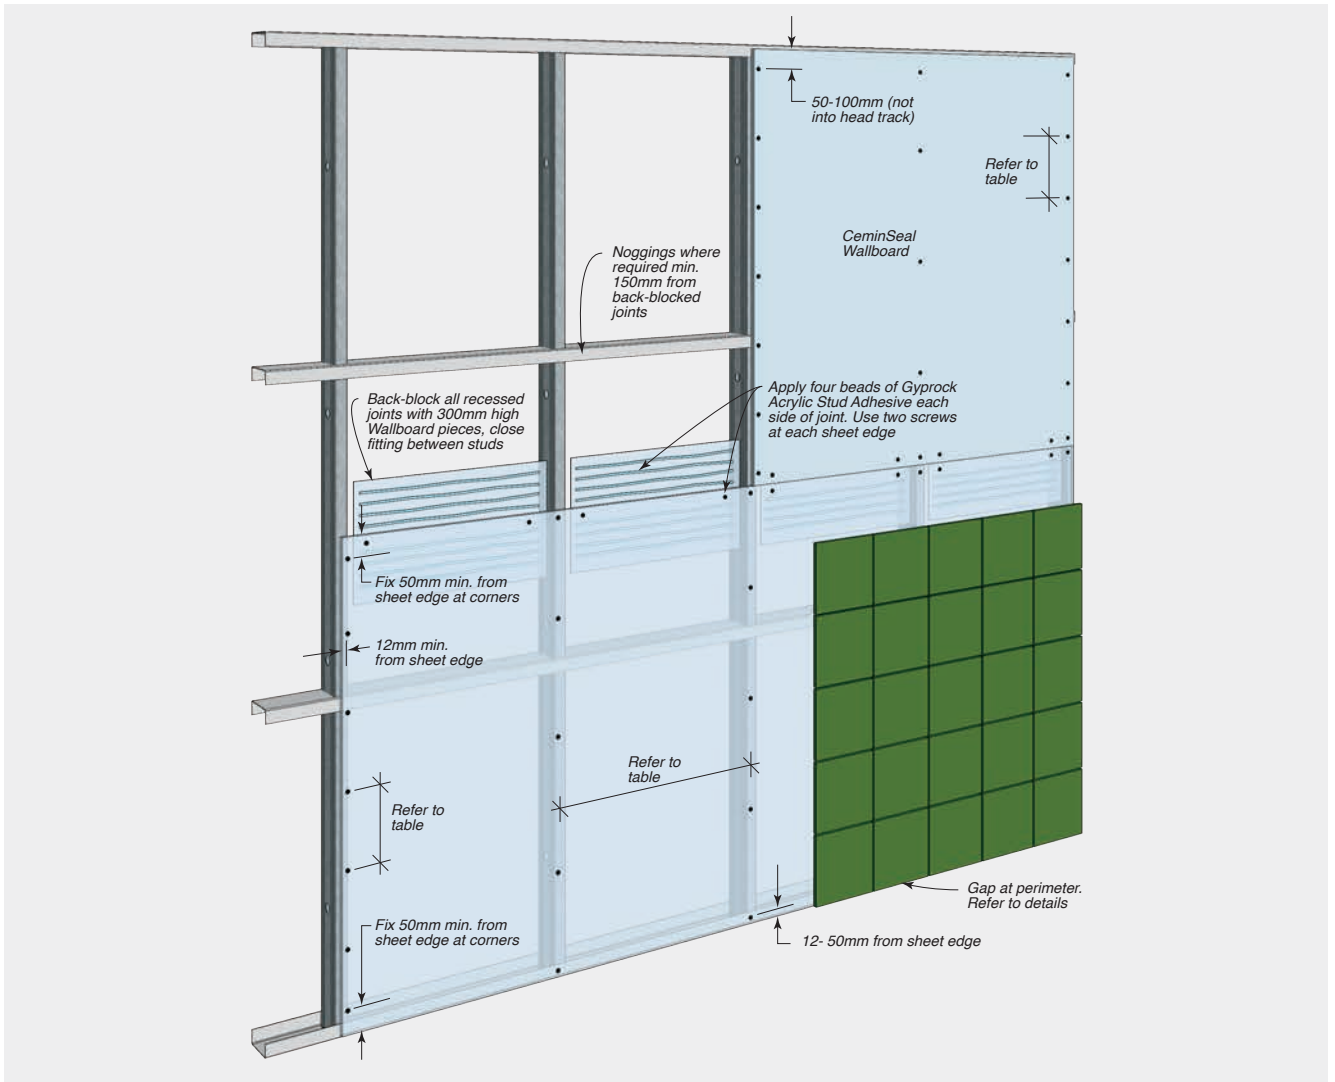 50-100mm (not
into head track)
Refer to
table
CeminSeal
Wallboard
Noggings where
required min.
150mm from
back-blocked
joints
Back-block all recessed
joints with 300mm high
Wallboard pieces, close
fitting between studs
Apply four beads of Gyprock
Acrylic Stud Adhesive each
side of joint. Use two screws
at each sheet edge
Fix 50mm min. from
sheet edge at corners
12mm min.
from sheet edge
Refer to
table
Refer to
table
Gap at perimeter.
Refer to details
Fix 50mm min. from
sheet edge at corners
12- 50mm from sheet edge